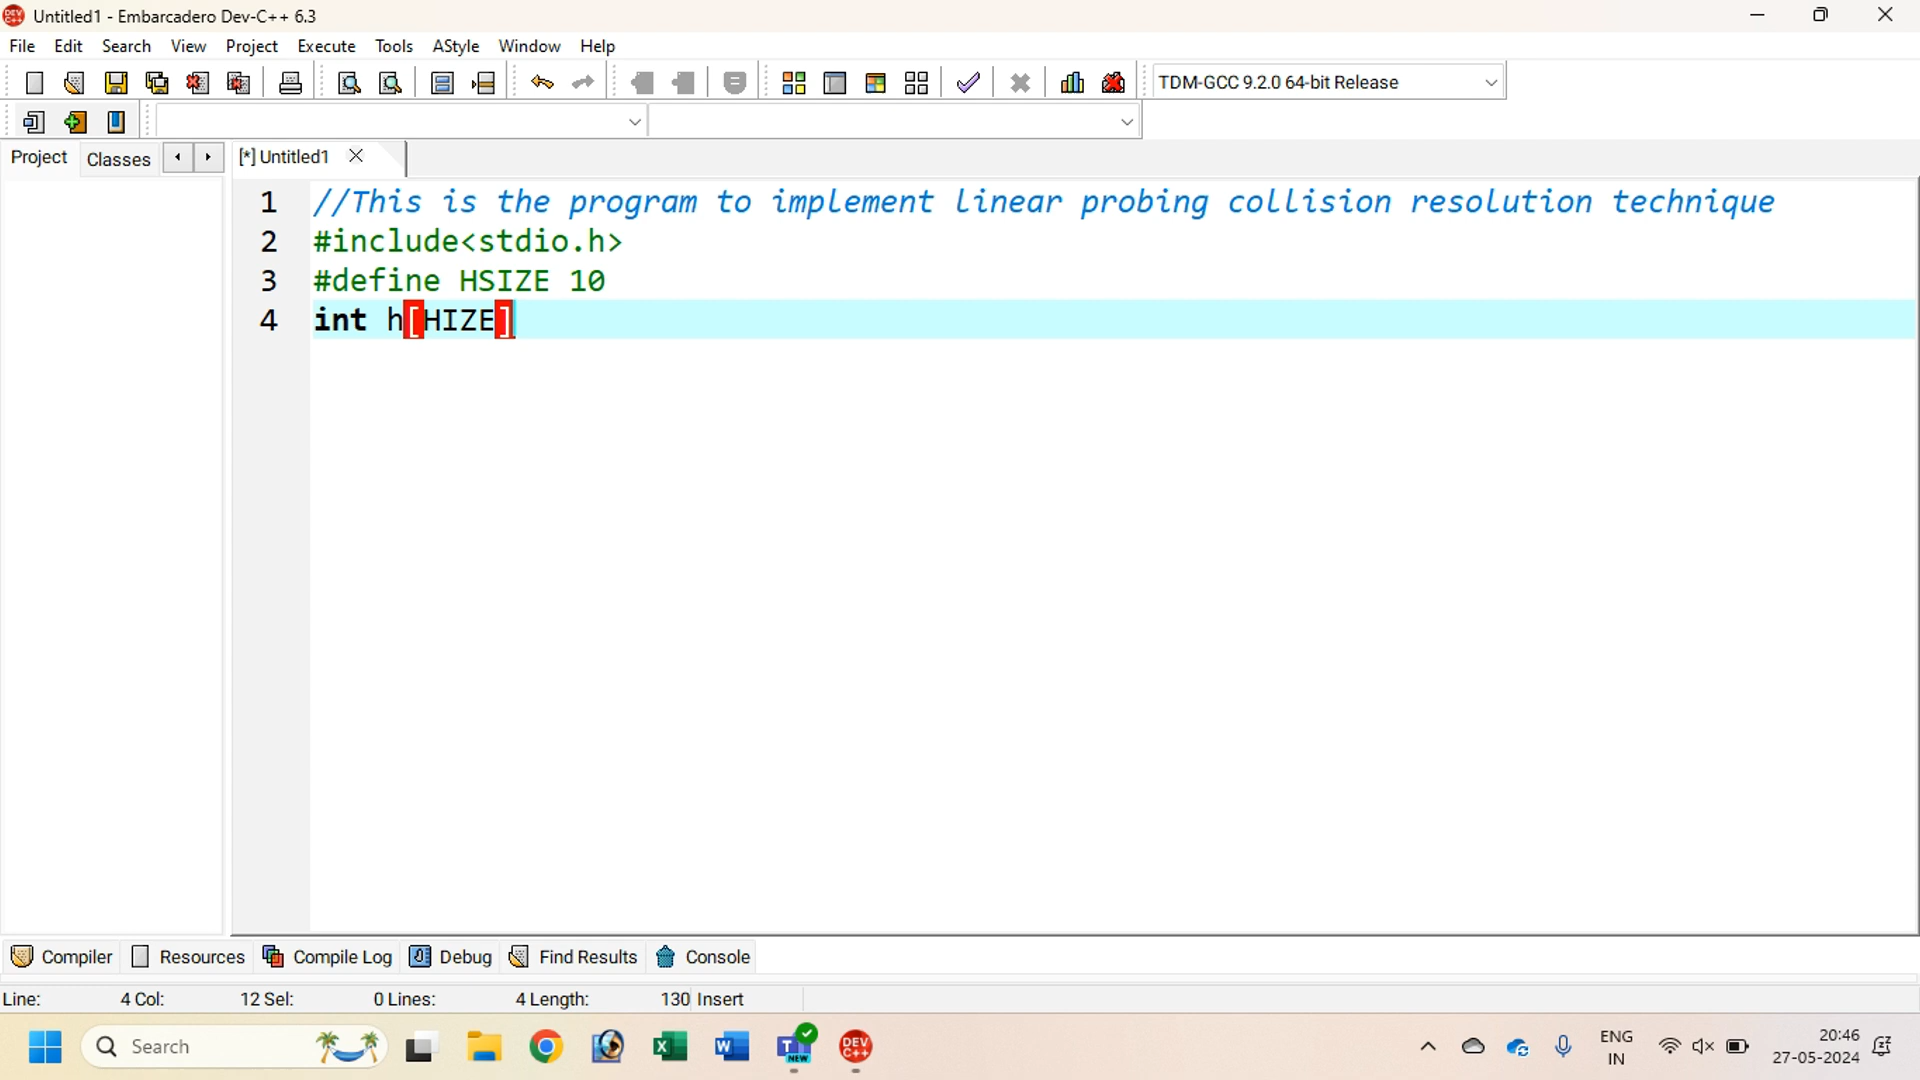 Untitled1 - Embarcadero Dev-C++ 6.3
File Edit Search View Project Execute Tools AStyle Window Help
TDM-GCC 9.2.0 64-bit Release
Project Classes [*] Untitled1
1 //This is the program to implement linear probing collision resolution technique
2 #include<stdio.h>
3 #define HSIZE 10
4 int h[HIZE]
Compiler Resources Compile Log Debug Find Results Console
Line: 4 Col: 12 Sel: 0 Lines: 4 Length: 130 Insert
Search
NEW
DEV C++
ENG
IN
20:46
27-05-2024